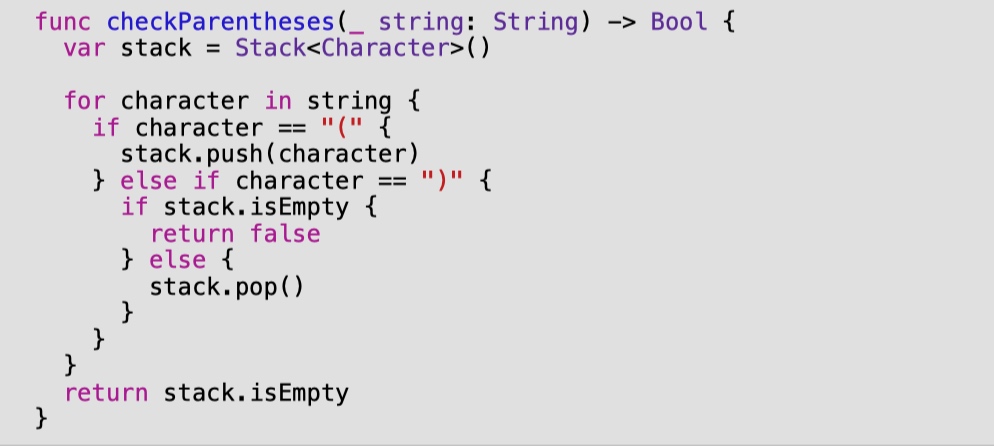 func checkParentheses(_ string: String) -> Bool {
  var stack = Stack<Character>()

  for character in string {
    if character == "(" {
      stack.push(character)
    } else if character == ")" {
      if stack.isEmpty {
        return false
      } else {
        stack.pop()
      }
    }
  }
  return stack.isEmpty
}